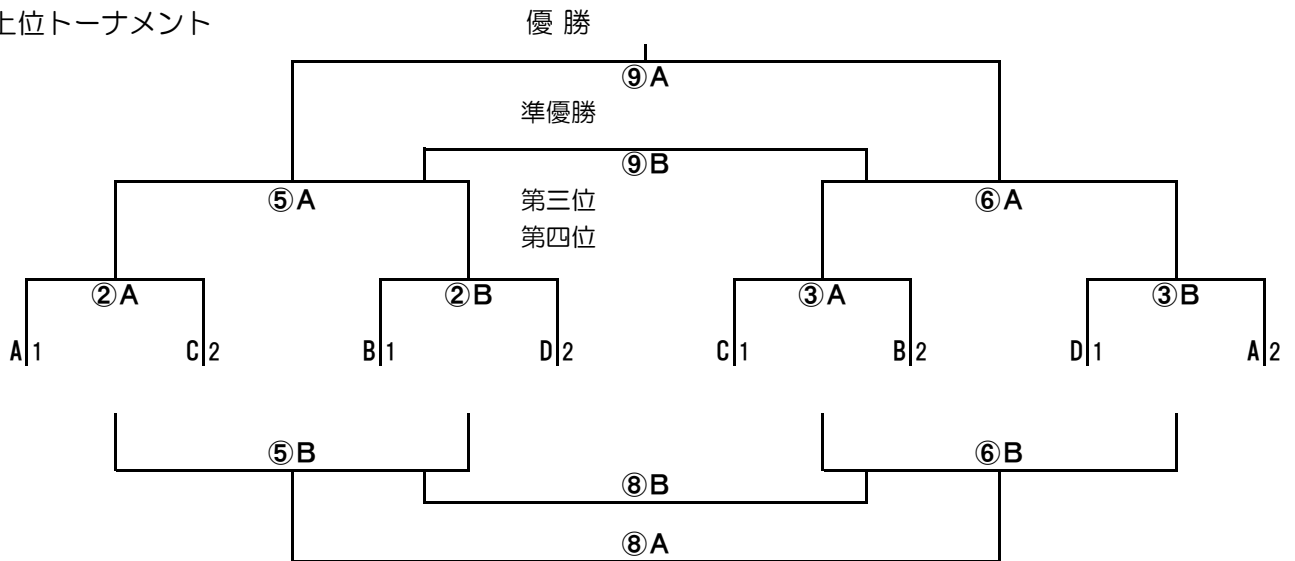 上位トーナメント
優 勝
⑨A
準優勝
⑨B
⑤A
第三位
⑥A
第四位
②A
②B
③A
③B
A 1
C 2
B 1
D 2
C 1
B 2
D 1
A 2
⑤B
⑥B
⑧B
⑧A